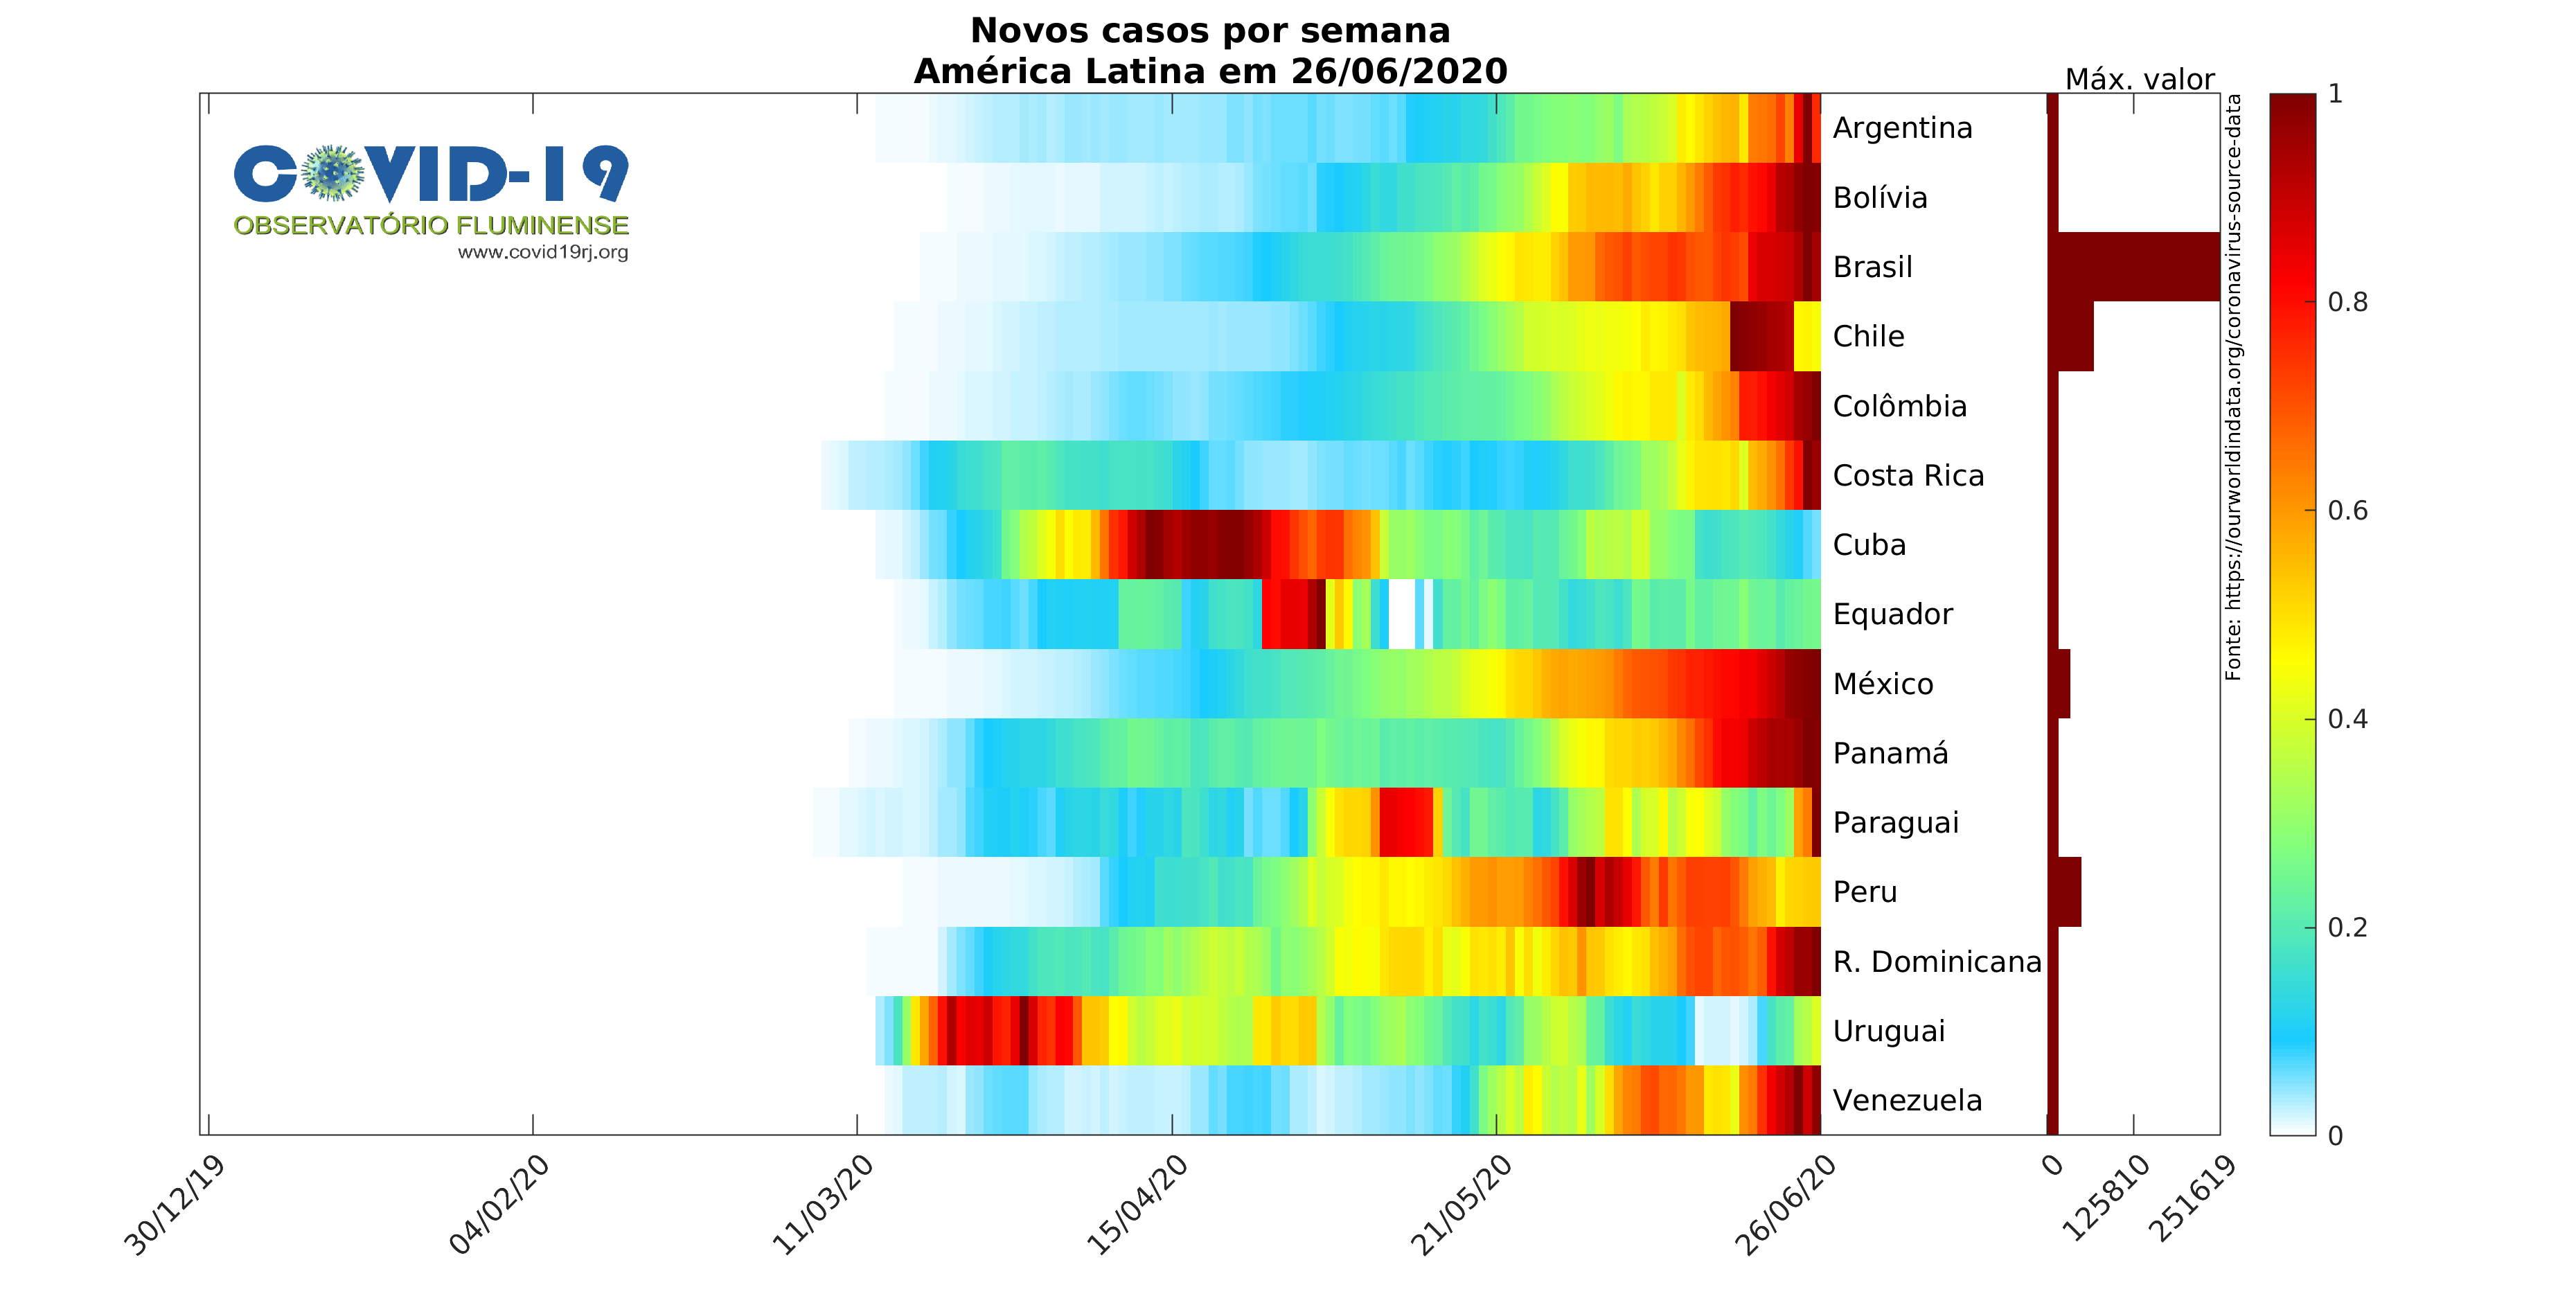 Novos casos por semana
América Latina em 26/06/2020
COVID-19
OBSERVATÓRIO FLUMINENSE
www.covid19rj.org
Argentina
Bolívia
Brasil
Chile
Colômbia
Costa Rica
Cuba
Equador
México
Panamá
Paraguai
Peru
R. Dominicana
Uruguai
Venezuela
30/12/19
04/02/20
11/03/20
15/04/20
21/05/20
26/06/20
Máx. valor
0
125810
251619
Fonte: https://ourworldindata.org/coronavirus-source-data
1
0.8
0.6
0.4
0.2
0